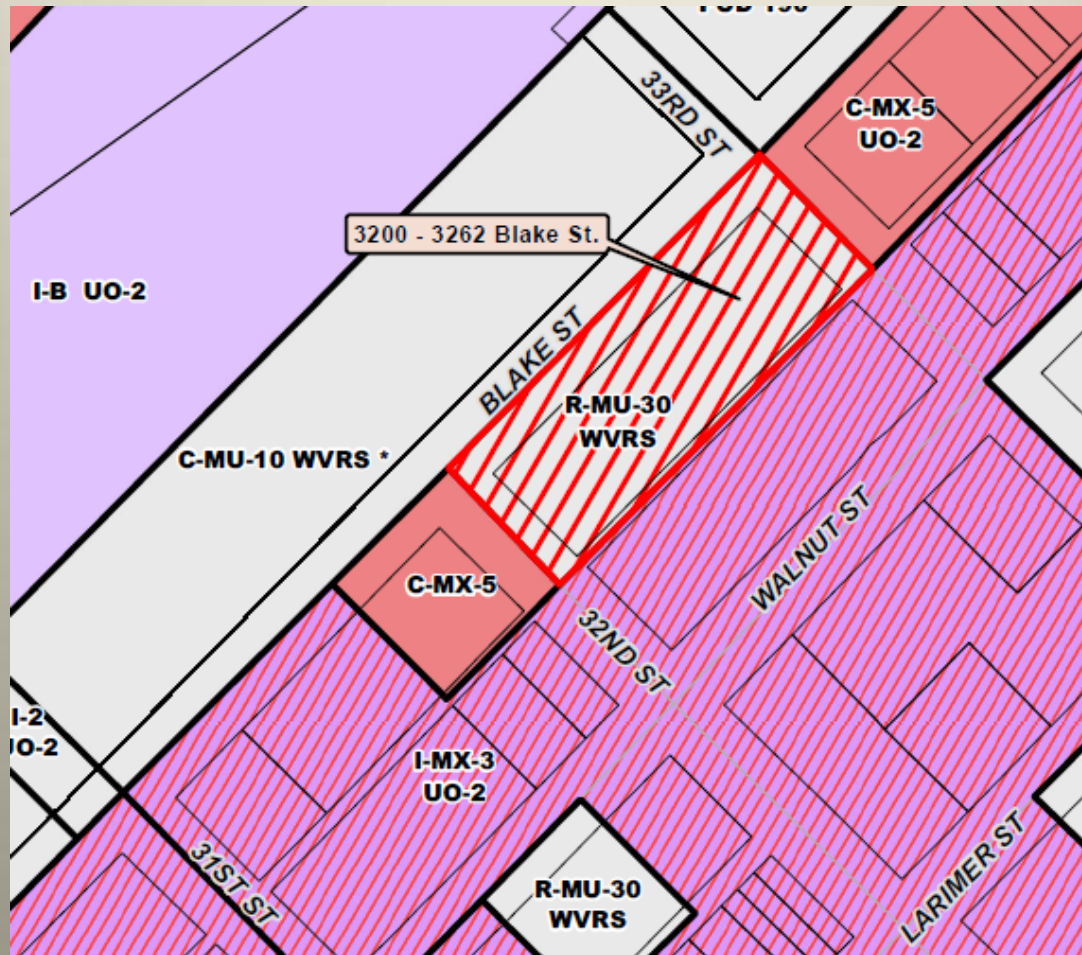 33RD ST
C-MX-5
UO-2
3200 - 3262 Blake St.
I-B UO-2
BLAKE ST
R-MU-30
WVRS
C-MU-10 WVRS *
WALNUT ST
C-MX-5
32ND ST
I-2
UO-2
I-MX-3
UO-2
31ST ST
R-MU-30
WVRS
LARIMER ST